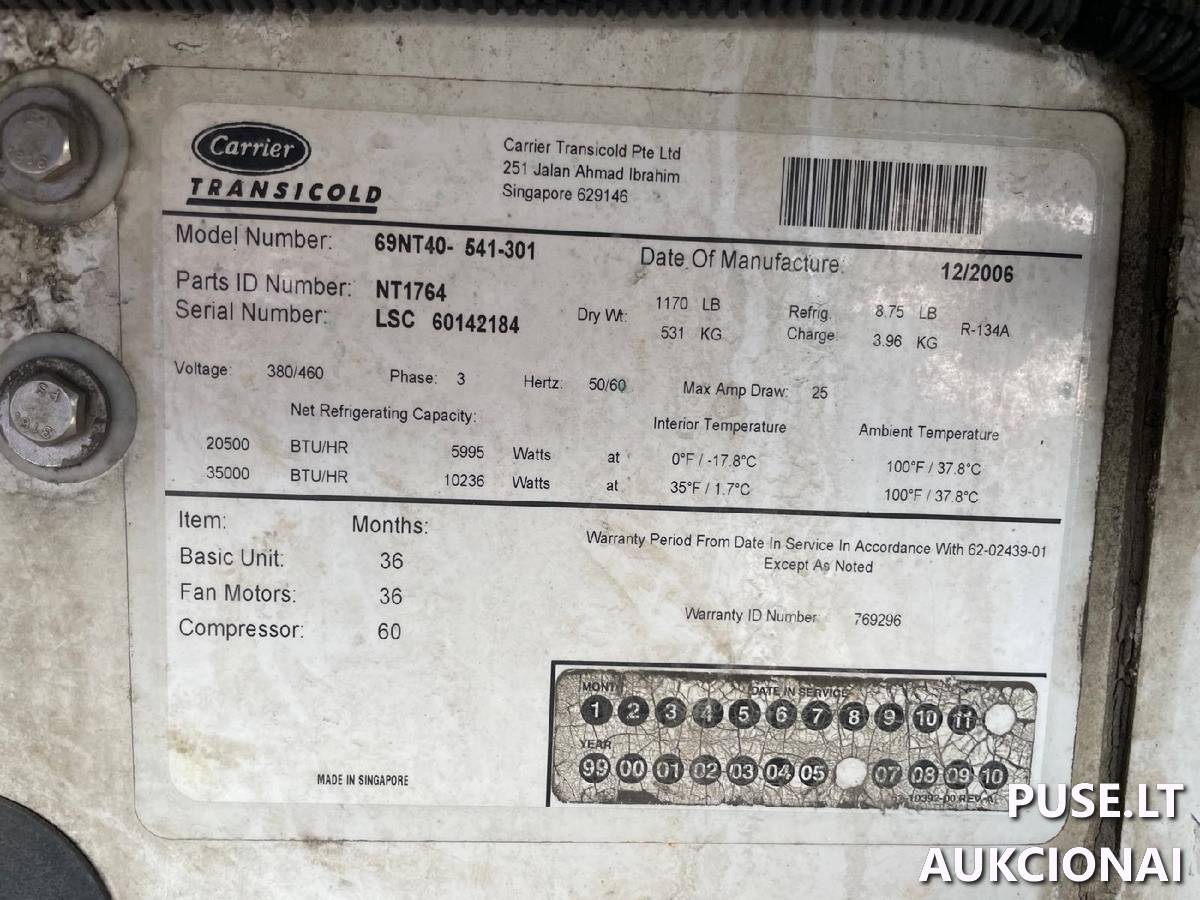 Carrier
TRANSICOLD
Carrier Transicold Pte Ltd
251 Jalan Ahmad Ibrahim
Singapore 629146
Model Number: 69NT40- 541-301
Date Of Manufacture: 12/2006
Parts ID Number: NT1764
Serial Number: LSC 60142184
Dry Wt: 1170 LB
531 KG
Refrig. Charge: 8.75 LB
3.96 KG
R-134A
Voltage: 380/460 Phase: 3 Hertz: 50/60 Max Amp Draw: 25
Net Refrigerating Capacity: Interior Temperature Ambient Temperature
20500 BTU/HR 5995 Watts at 0°F / -17.8°C 100°F / 37.8°C
35000 BTU/HR 10236 Watts at 35°F / 1.7°C 100°F / 37.8°C
Item: Months:
Basic Unit: 36
Fan Motors: 36
Compressor: 60
Warranty Period From Date In Service In Accordance With 62-02439-01
Except As Noted
Warranty ID Number: 769296
MONTH DATE IN SERVICE
1 2 3 4 5 6 7 8 9 10 11
YEAR
99 00 01 02 03 04 05 07 08 09 10
MADE IN SINGAPORE
PUSE.LT
AUKCIONAI